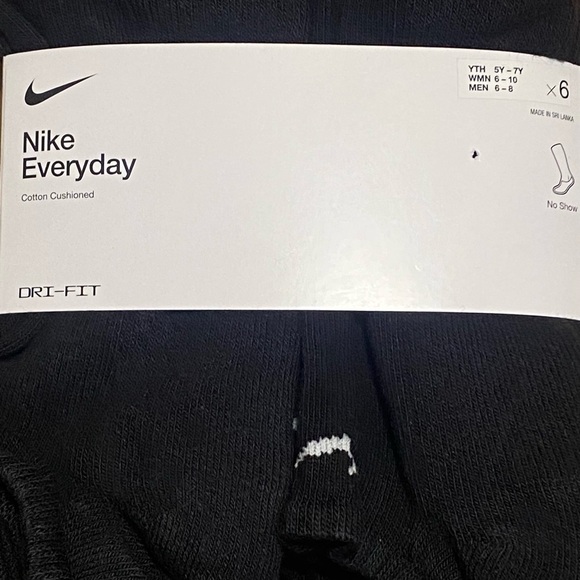 Nike
Everyday
Cotton Cushioned
DRI-FIT
YTH 5Y – 7Y
WMN 6 – 10
MEN 6 – 8
×6
MADE IN SRI LANKA
No Show